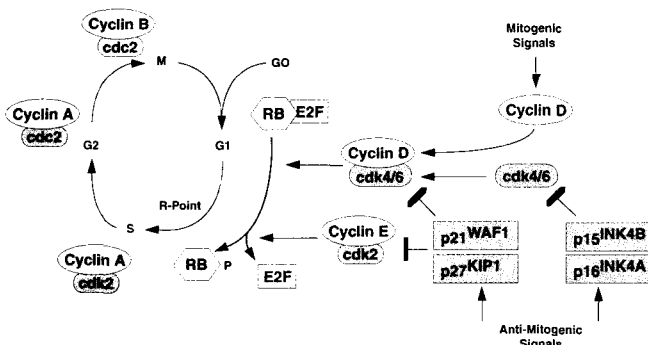 Cyclin B
cdc2
M
GO
Mitogenic
Signals
Cyclin A
cdc2
G2
G1
RB
E2F
Cyclin D
Cyclin D
cdk4/6
cdk4/6
R-Point
S
Cyclin A
cdk2
RB P
E2F
Cyclin E
cdk2
p21WAF1
p27KIP1
p15INK4B
p16INK4A
Anti-Mitogenic
Signals